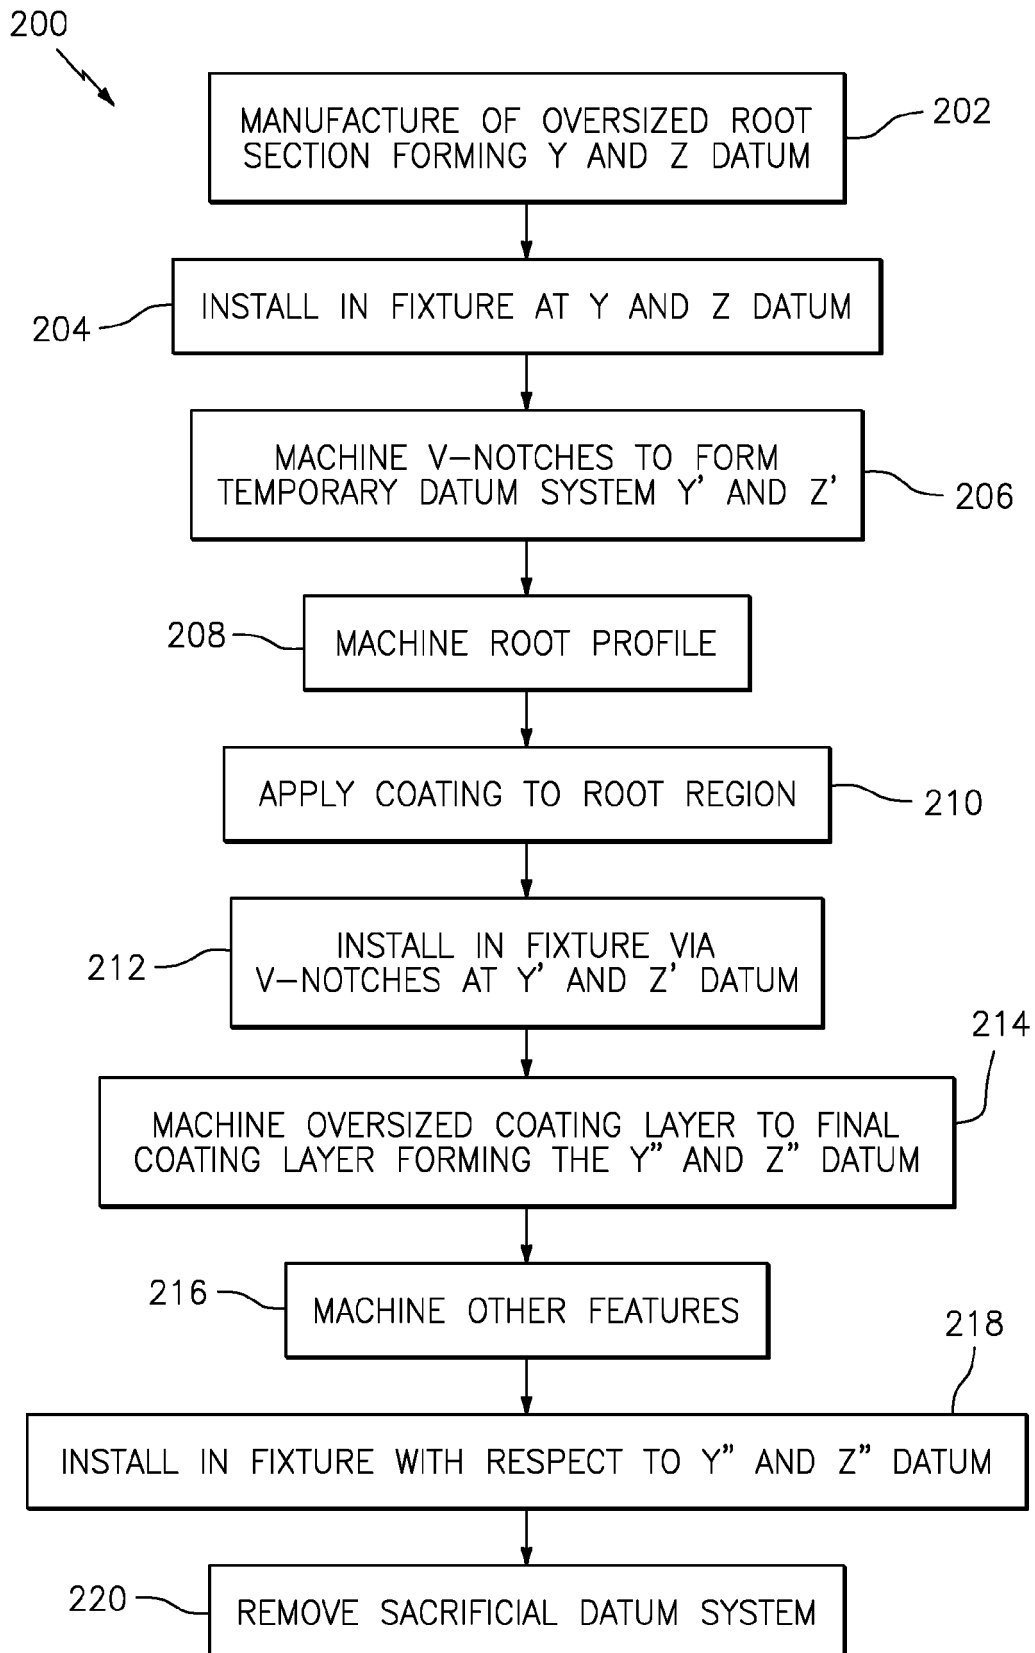 200
MANUFACTURE OF OVERSIZED ROOT
SECTION FORMING Y AND Z DATUM
202
INSTALL IN FIXTURE AT Y AND Z DATUM
204
MACHINE V-NOTCHES TO FORM
TEMPORARY DATUM SYSTEM Y' AND Z'
206
208
MACHINE ROOT PROFILE
APPLY COATING TO ROOT REGION
210
INSTALL IN FIXTURE VIA
V-NOTCHES AT Y' AND Z' DATUM
212
214
MACHINE OVERSIZED COATING LAYER TO FINAL
COATING LAYER FORMING THE Y" AND Z" DATUM
216
MACHINE OTHER FEATURES
218
INSTALL IN FIXTURE WITH RESPECT TO Y" AND Z" DATUM
220
REMOVE SACRIFICIAL DATUM SYSTEM